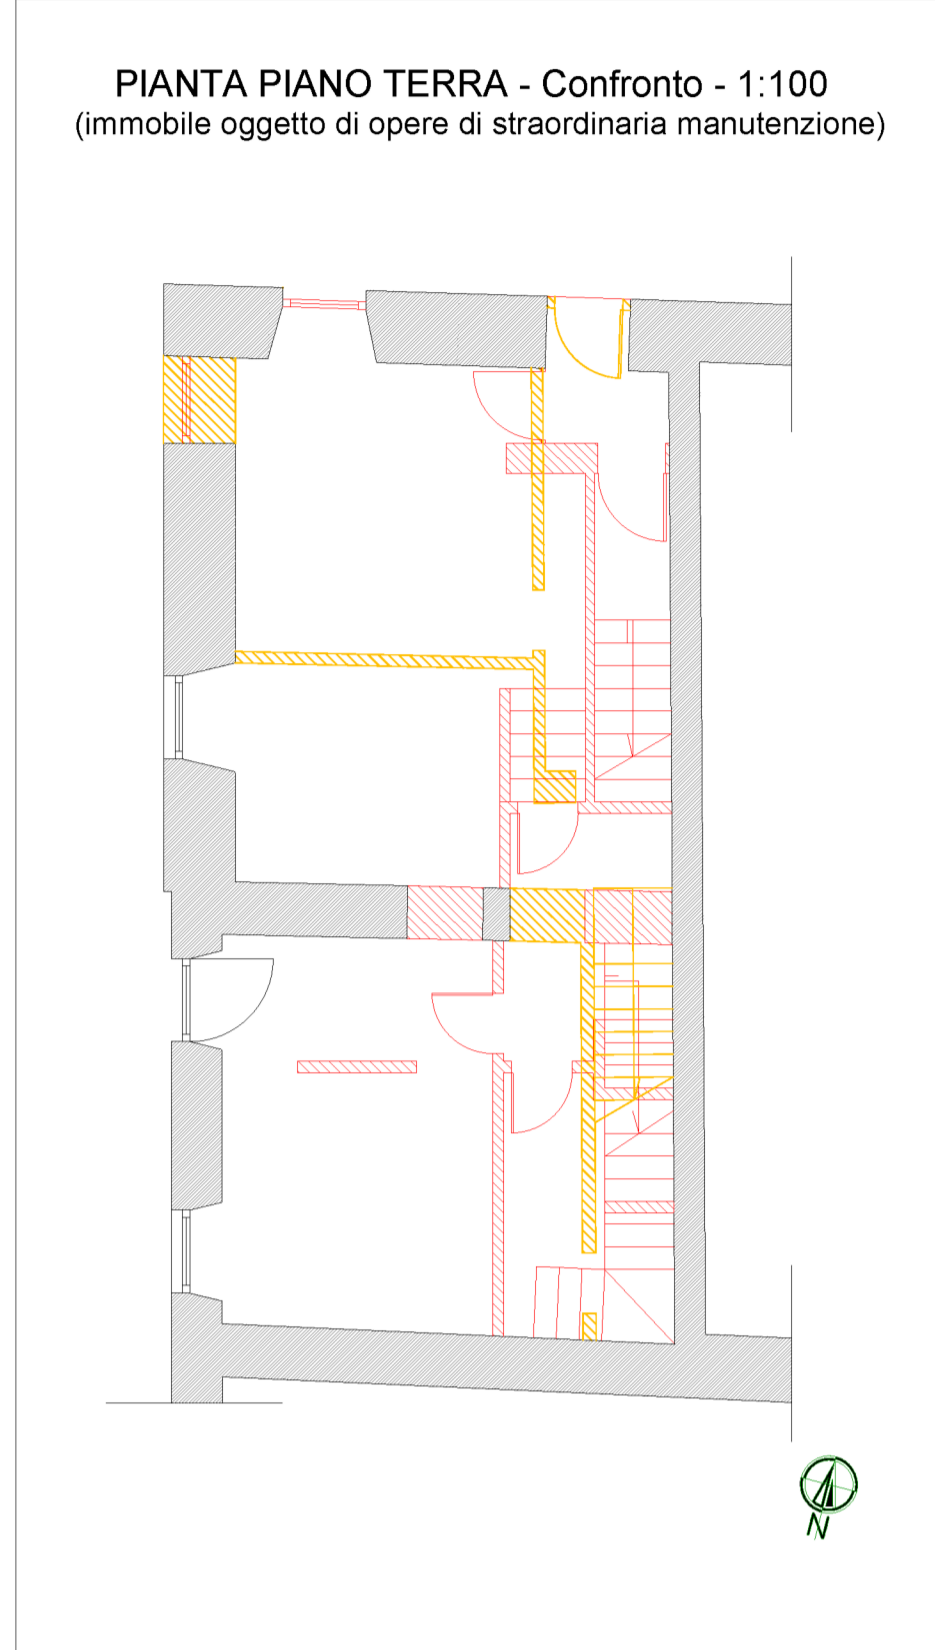 PIANTA PIANO TERRA - Confronto - 1:100
(immobile oggetto di opere di straordinaria manutenzione)
N